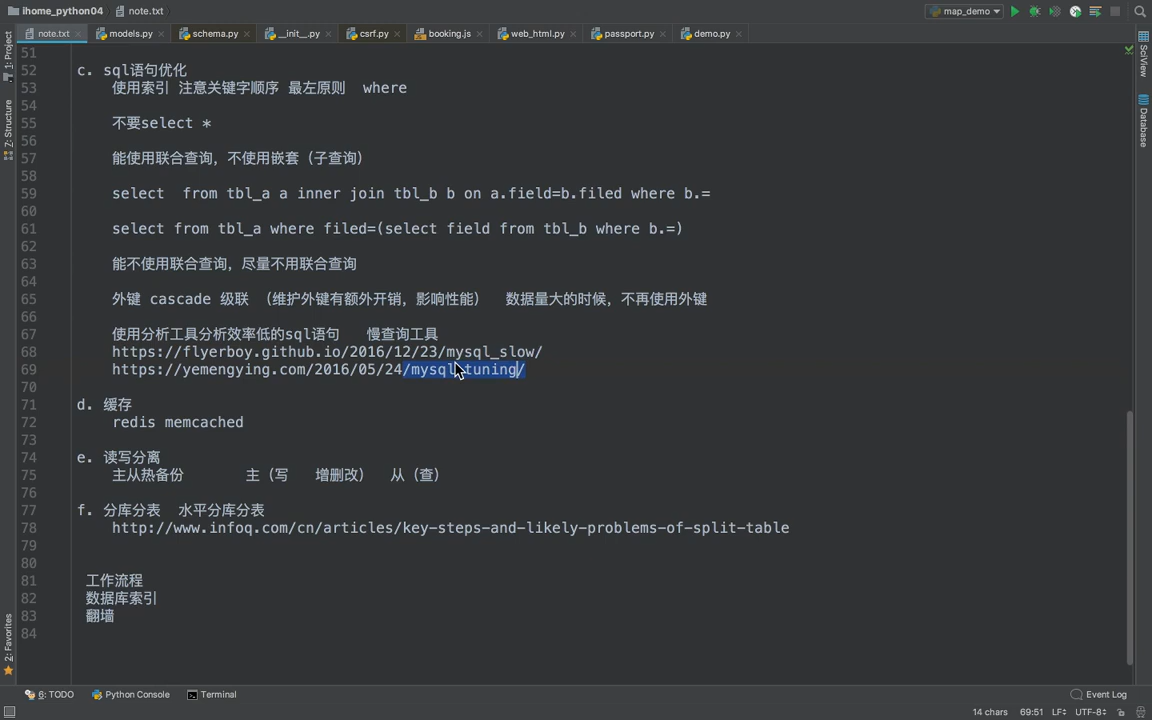 ihome_python04 note.txt map_demo
note.txt models.py schema.py __init__.py csrf.py booking.js web_html.py passport.py demo.py
1: Project
Z: Structure
2: Favorites
SciView
Database
51
52 c. sql语句优化
53 使用索引 注意关键字顺序 最左原则 where
54
55 不要select *
56
57 能使用联合查询，不使用嵌套（子查询）
58
59 select from tbl_a a inner join tbl_b b on a.field=b.filed where b.=
60
61 select from tbl_a where filed=(select field from tbl_b where b.=)
62
63 能不使用联合查询，尽量不用联合查询
64
65 外键 cascade 级联 （维护外键有额外开销，影响性能） 数据量大的时候，不再使用外键
66
67 使用分析工具分析效率低的sql语句 慢查询工具
68 https://flyerboy.github.io/2016/12/23/mysql_slow/
69 https://yemengying.com/2016/05/24/mysql-tuning/
70
71 d. 缓存
72 redis memcached
73
74 e. 读写分离
75 主从热备份 主（写 增删改） 从（查）
76
77 f. 分库分表 水平分库分表
78 http://www.infoq.com/cn/articles/key-steps-and-likely-problems-of-split-table
79
80
81 工作流程
82 数据库索引
83 翻墙
84
6: TODO Python Console Terminal Event Log
14 chars 69:51 LF UTF-8